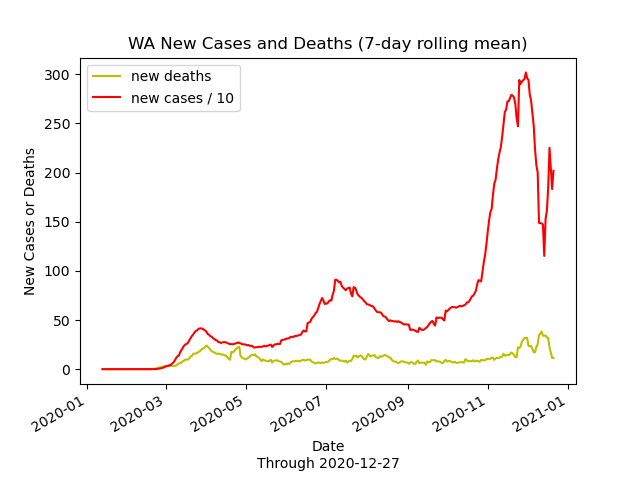 WA New Cases and Deaths (7-day rolling mean)
new deaths
new cases / 10
300
250
200
150
100
50
0
New Cases or Deaths
2020-01
2020-03
2020-05
2020-07
2020-09
2020-11
2021-01
Date
Through 2020-12-27